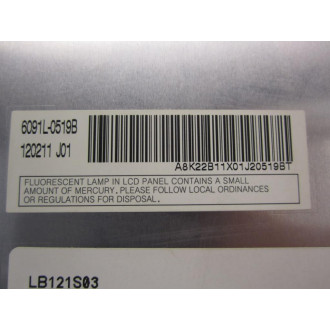 6091L-0519B
120211 J01
A8K22B11X01J20519BT
FLUORESCENT LAMP IN LCD PANEL CONTAINS A SMALL
AMOUNT OF MERCURY. PLEASE FOLLOW LOCAL ORDINANCES
OR REGULATIONS FOR DISPOSAL.
LB121S03